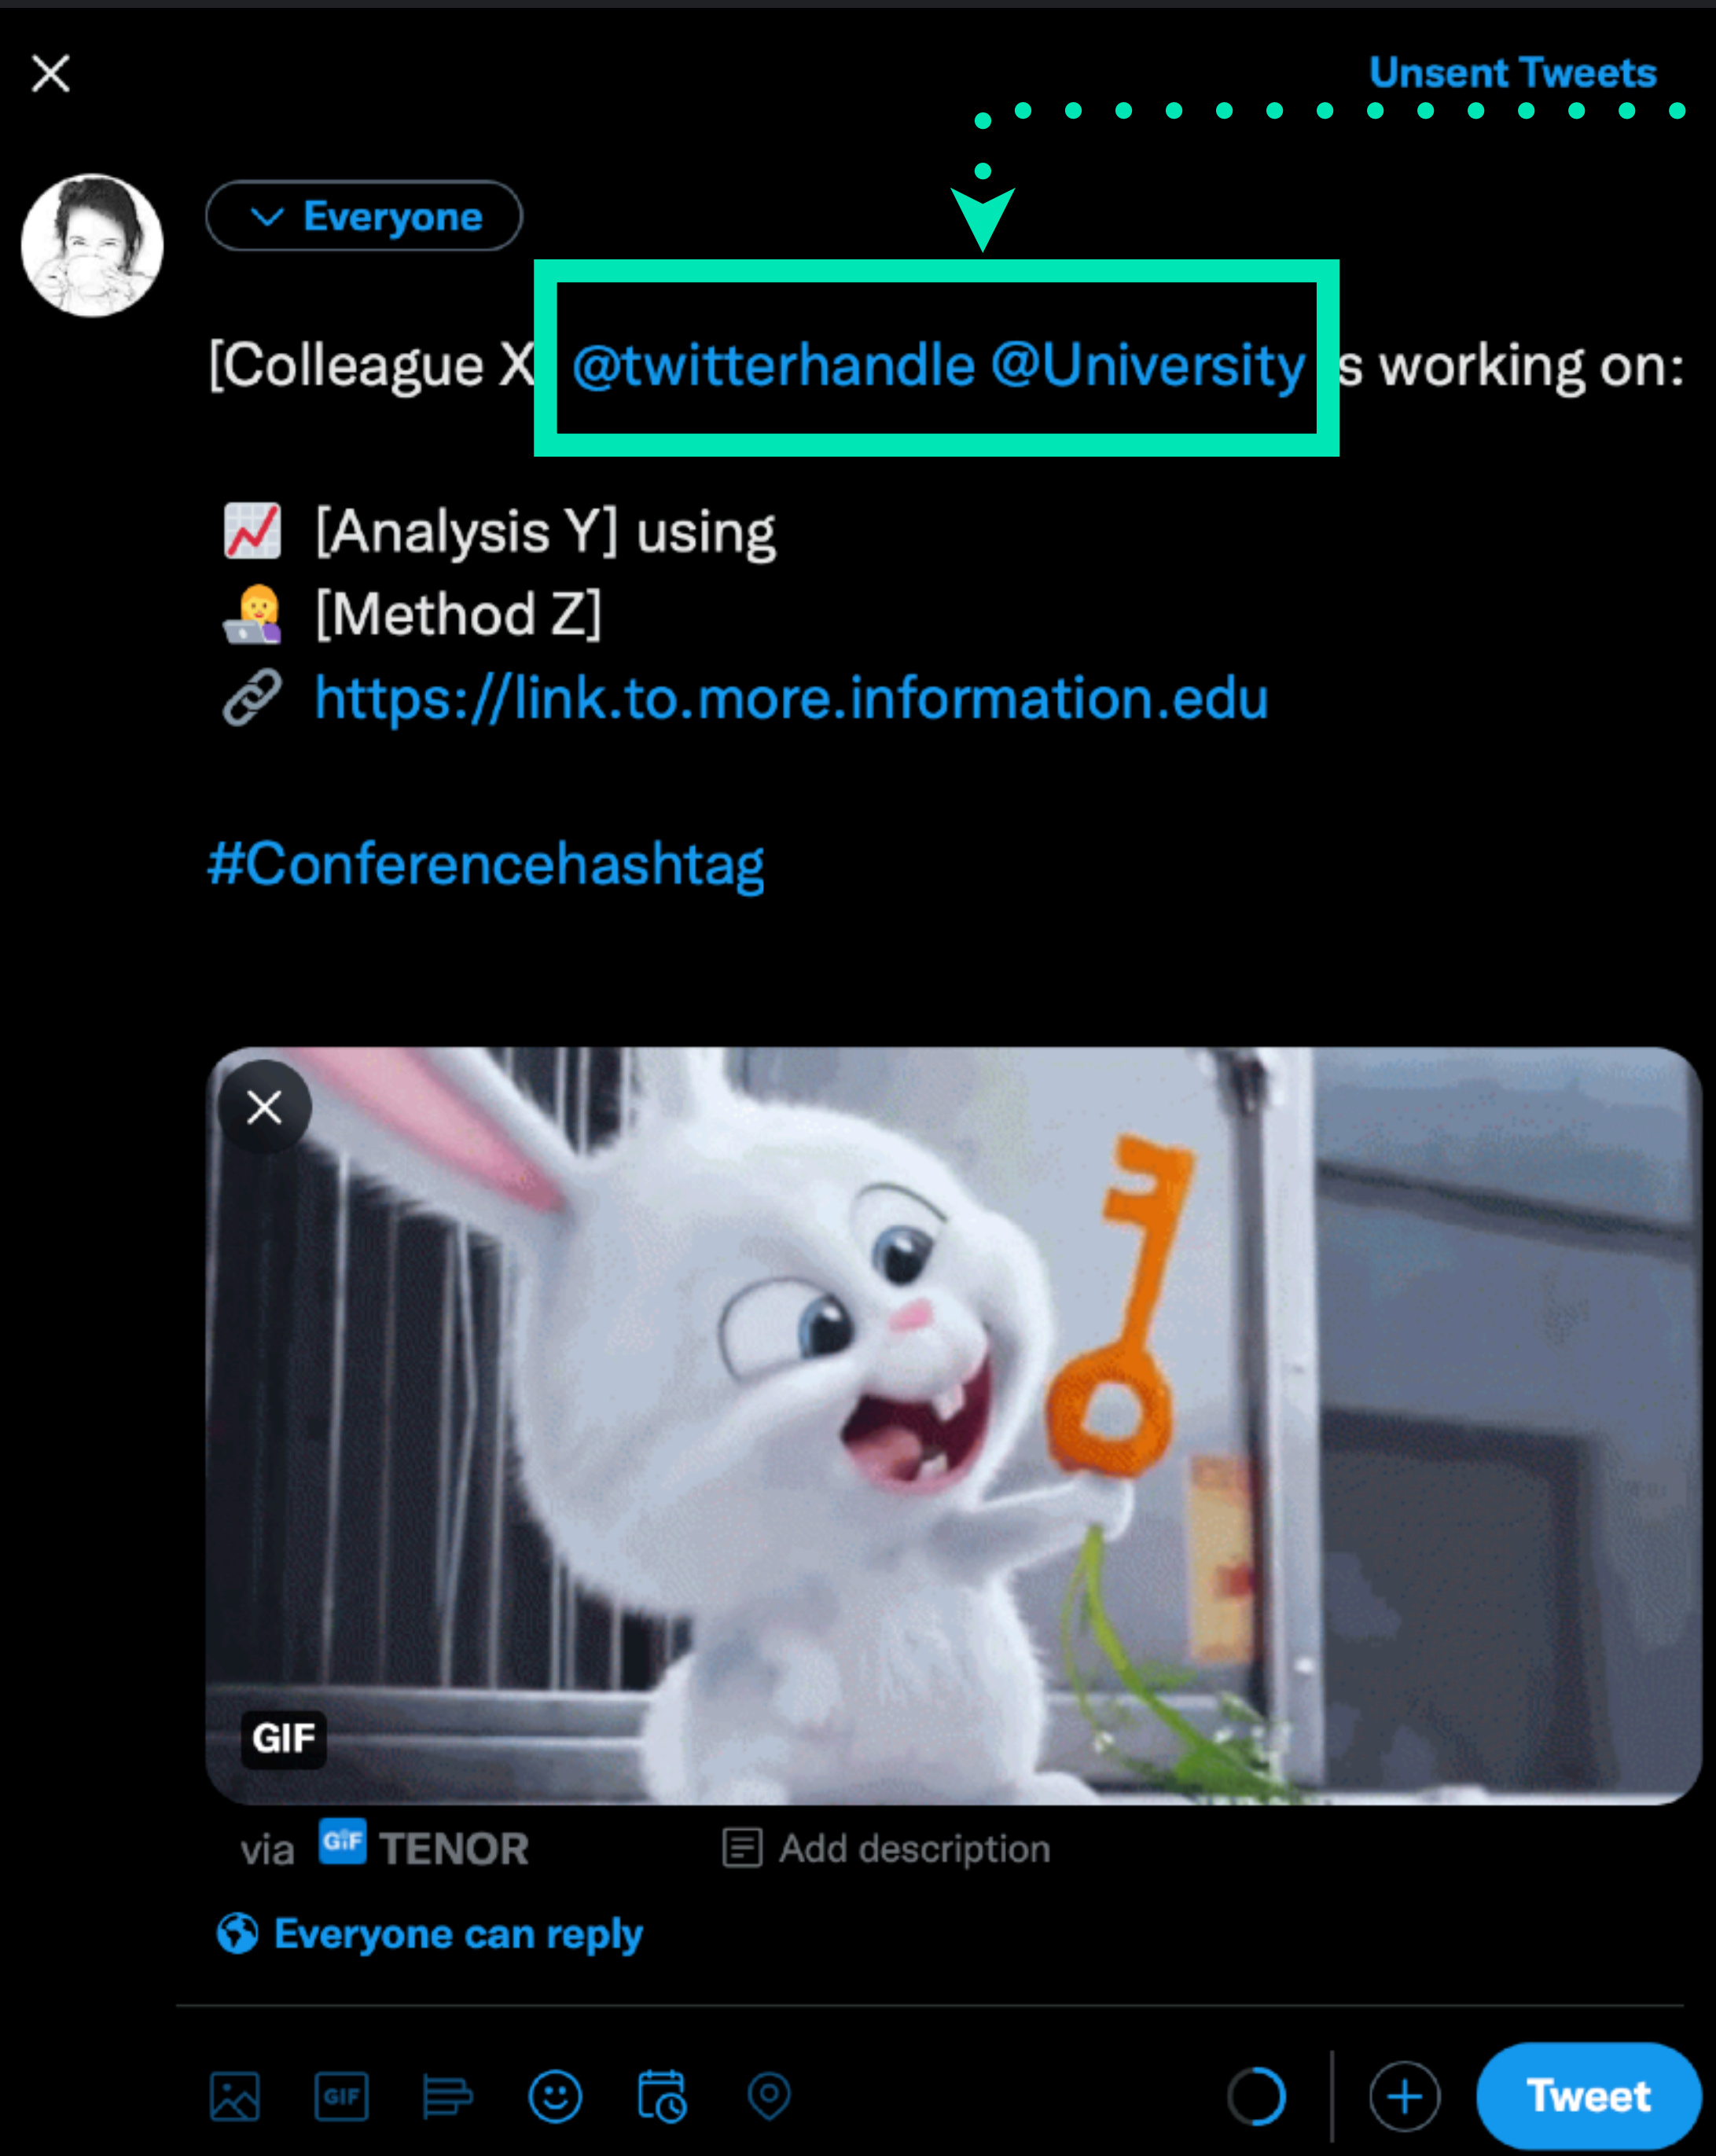 Unsent Tweets
Everyone
[Colleague X @twitterhandle @University s working on:
[Analysis Y] using
[Method Z]
https://link.to.more.information.edu
#Conferencehashtag
GIF
via GIF TENOR Add description
Everyone can reply
GIF Tweet